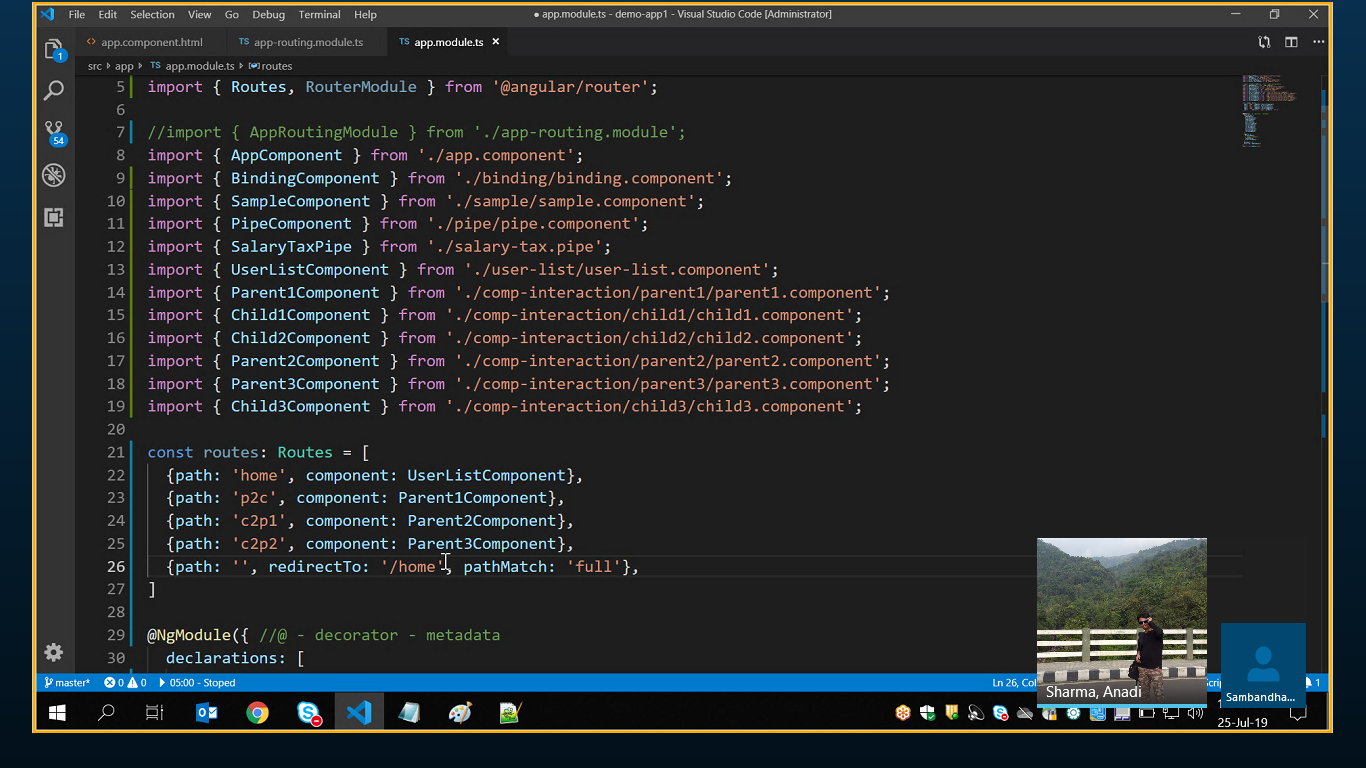 File Edit Selection View Go Debug Terminal Help
● app.module.ts - demo-app1 - Visual Studio Code [Administrator]
<> app.component.html TS app-routing.module.ts TS app.module.ts ×
src > app > TS app.module.ts > routes
5 import { Routes, RouterModule } from '@angular/router';
6
7 //import { AppRoutingModule } from './app-routing.module';
8 import { AppComponent } from './app.component';
9 import { BindingComponent } from './binding/binding.component';
10 import { SampleComponent } from './sample/sample.component';
11 import { PipeComponent } from './pipe/pipe.component';
12 import { SalaryTaxPipe } from './salary-tax.pipe';
13 import { UserListComponent } from './user-list/user-list.component';
14 import { Parent1Component } from './comp-interaction/parent1/parent1.component';
15 import { Child1Component } from './comp-interaction/child1/child1.component';
16 import { Child2Component } from './comp-interaction/child2/child2.component';
17 import { Parent2Component } from './comp-interaction/parent2/parent2.component';
18 import { Parent3Component } from './comp-interaction/parent3/parent3.component';
19 import { Child3Component } from './comp-interaction/child3/child3.component';
20
21 const routes: Routes = [
22 {path: 'home', component: UserListComponent},
23 {path: 'p2c', component: Parent1Component},
24 {path: 'c2p1', component: Parent2Component},
25 {path: 'c2p2', component: Parent3Component},
26 {path: '', redirectTo: '/home', pathMatch: 'full'},
27 ]
28
29 @NgModule({ //@ - decorator - metadata
30 declarations: [
1
54
Sharma, Anadi
Sambandha...
master* 0 0 05:00 - Stoped Ln 26, Col 1
25-Jul-19